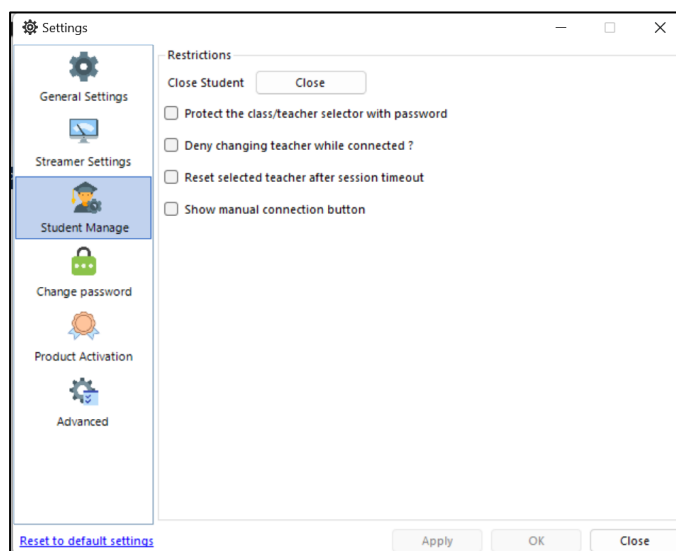 Settings
General Settings
Streamer Settings
Student Manage
Change password
Product Activation
Advanced
Restrictions
Close Student Close
Protect the class/teacher selector with password
Deny changing teacher while connected ?
Reset selected teacher after session timeout
Show manual connection button
Reset to default settings
Apply OK Close